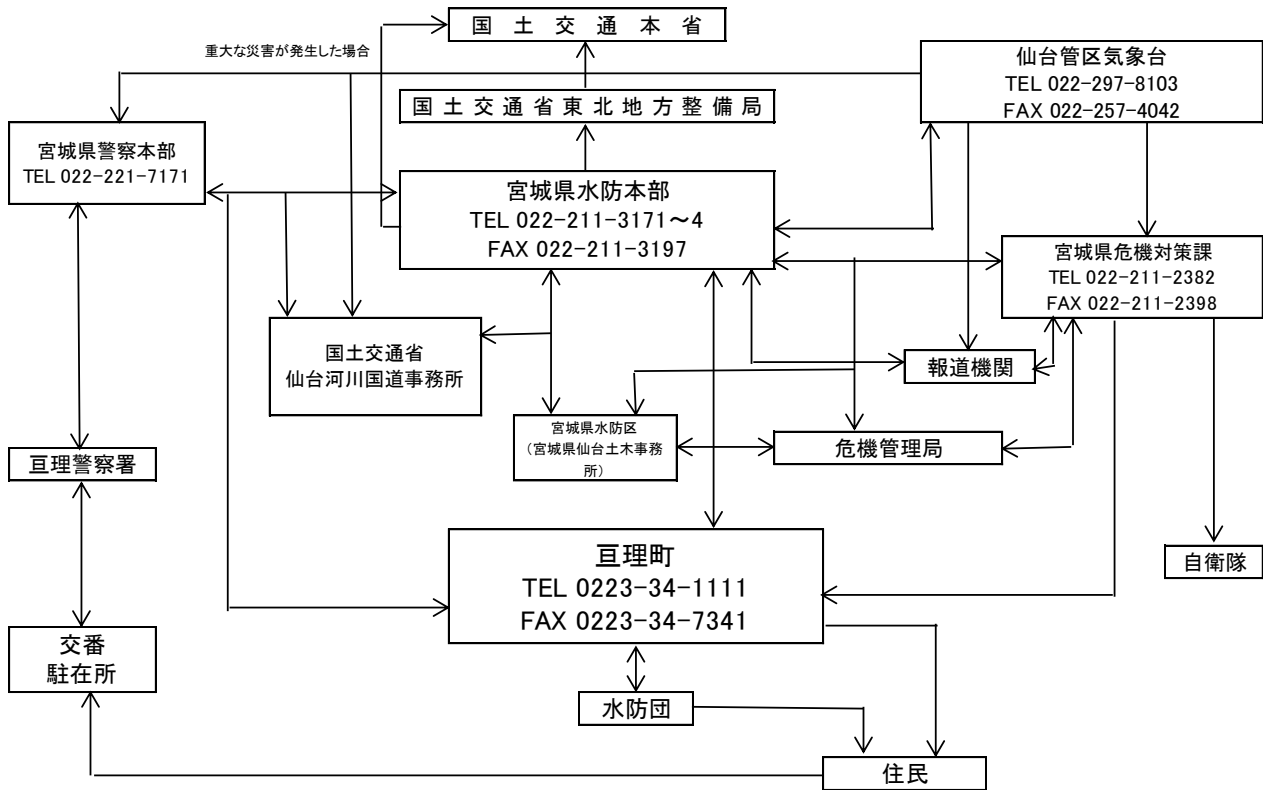 国土交通本省
重大な災害が発生した場合
仙台管区気象台
TEL 022-297-8103
FAX 022-257-4042
国土交通省東北地方整備局
宮城県警察本部
TEL 022-221-7171
宮城県水防本部
TEL 022-211-3171～4
FAX 022-211-3197
宮城県危機対策課
TEL 022-211-2382
FAX 022-211-2398
国土交通省
仙台河川国道事務所
報道機関
宮城県水防区
（宮城県仙台土木事務
所）
危機管理局
亘理警察署
亘理町
TEL 0223-34-1111
FAX 0223-34-7341
自衛隊
交番
駐在所
水防団
住民